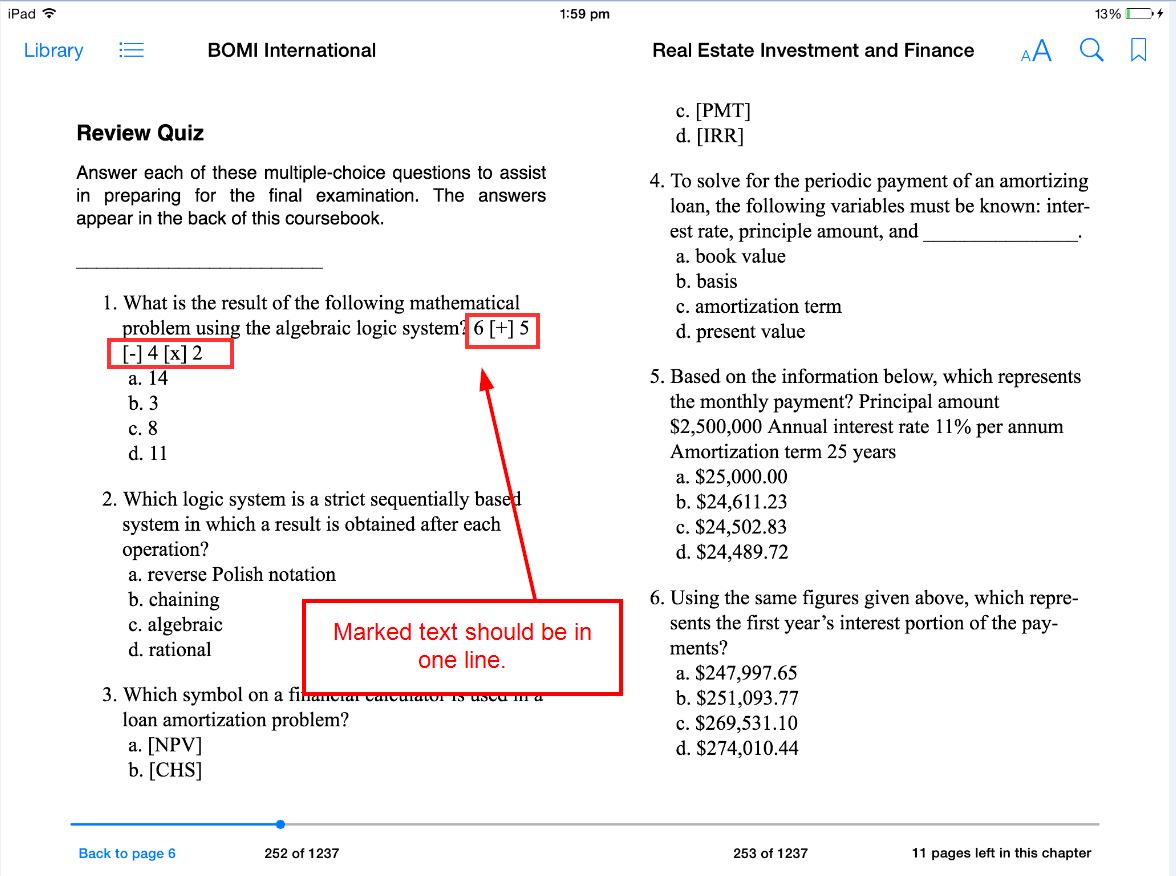 iPad 1:59 pm 13%
Library BOMI International Real Estate Investment and Finance AA
Review Quiz
Answer each of these multiple-choice questions to assist
in preparing for the final examination. The answers
appear in the back of this coursebook.
1. What is the result of the following mathematical
problem using the algebraic logic system? 6 [+] 5
[-] 4 [x] 2
a. 14
b. 3
c. 8
d. 11
2. Which logic system is a strict sequentially based
system in which a result is obtained after each
operation?
a. reverse Polish notation
b. chaining
c. algebraic
d. rational
Marked text should be in
one line.
3. Which symbol on a financial calculator is used in a
loan amortization problem?
a. [NPV]
b. [CHS]
c. [PMT]
d. [IRR]
4. To solve for the periodic payment of an amortizing
loan, the following variables must be known: inter-
est rate, principle amount, and _______________.
a. book value
b. basis
c. amortization term
d. present value
5. Based on the information below, which represents
the monthly payment? Principal amount
$2,500,000 Annual interest rate 11% per annum
Amortization term 25 years
a. $25,000.00
b. $24,611.23
c. $24,502.83
d. $24,489.72
6. Using the same figures given above, which repre-
sents the first year’s interest portion of the pay-
ments?
a. $247,997.65
b. $251,093.77
c. $269,531.10
d. $274,010.44
Back to page 6 252 of 1237 253 of 1237 11 pages left in this chapter